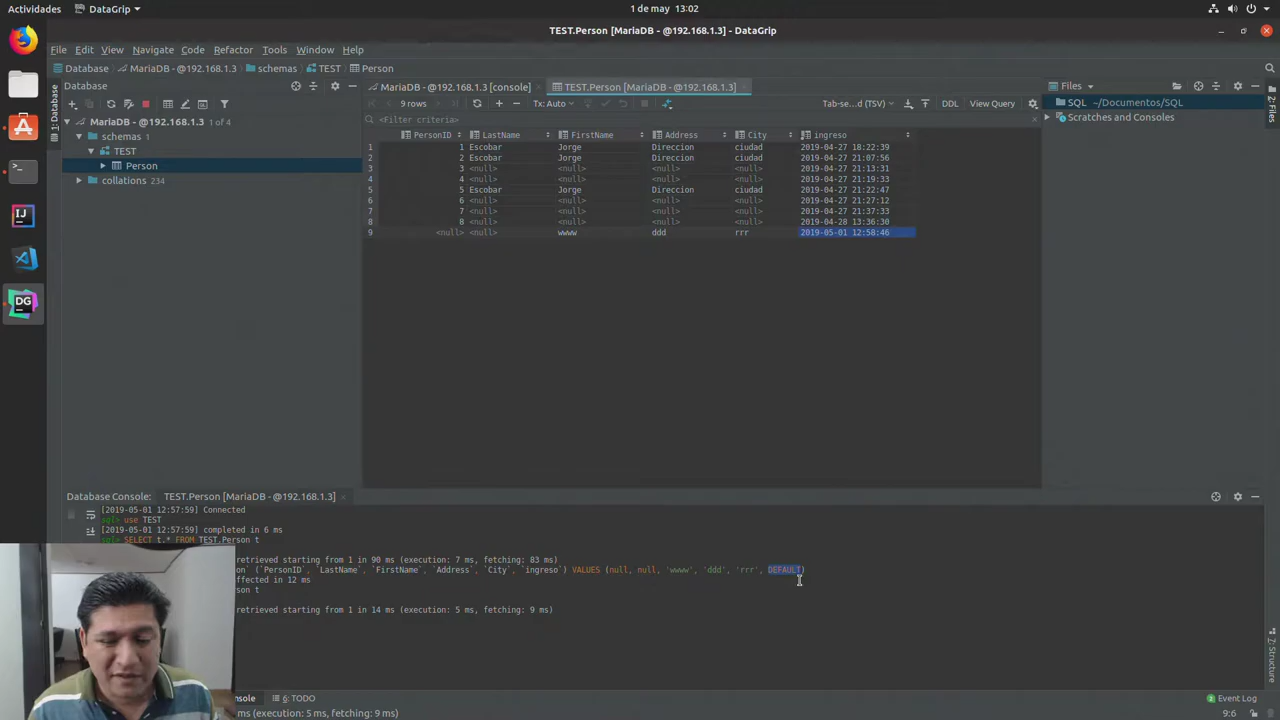 Actividades DataGrip 1 de may 13:02
TEST.Person [MariaDB - @192.168.1.3] - DataGrip
File Edit View Navigate Code Refactor Tools Window Help
Database MariaDB - @192.168.1.3 schemas TEST Person
Database MariaDB - @192.168.1.3 [console] TEST.Person [MariaDB - @192.168.1.3] Files
9 rows Tx: Auto Tab-se...d (TSV) DDL View Query SQL ~/Documentos/SQL
Scratches and Consoles
<Filter criteria>
MariaDB - @192.168.1.3 1 of 4
schemas 1
TEST
Person
collations 234
1: Database
PersonID LastName FirstName Address City ingreso
1 1 Escobar Jorge Direccion ciudad 2019-04-27 18:22:39
2 2 Escobar Jorge Direccion ciudad 2019-04-27 21:07:56
3 3 <null> <null> <null> <null> 2019-04-27 21:13:31
4 4 <null> <null> <null> <null> 2019-04-27 21:19:33
5 5 Escobar Jorge Direccion ciudad 2019-04-27 21:22:47
6 6 <null> <null> <null> <null> 2019-04-27 21:27:12
7 7 <null> <null> <null> <null> 2019-04-27 21:37:33
8 8 <null> <null> <null> <null> 2019-04-28 13:36:30
9 <null> <null> wwww ddd rrr 2019-05-01 12:58:46
2: Files
DG
Database Console: TEST.Person [MariaDB - @192.168.1.3]
[2019-05-01 12:57:59] Connected
sql> use TEST
[2019-05-01 12:57:59] completed in 6 ms
sql> SELECT t.* FROM TEST.Person t
retrieved starting from 1 in 90 ms (execution: 7 ms, fetching: 83 ms)
on` (`PersonID`, `LastName`, `FirstName`, `Address`, `City`, `ingreso`) VALUES (null, null, 'wwww', 'ddd', 'rrr', DEFAULT)
ffected in 12 ms
son t
retrieved starting from 1 in 14 ms (execution: 5 ms, fetching: 9 ms)
7: Structure
nsole 6: TODO 2 Event Log
ms (execution: 5 ms, fetching: 9 ms) 9:6